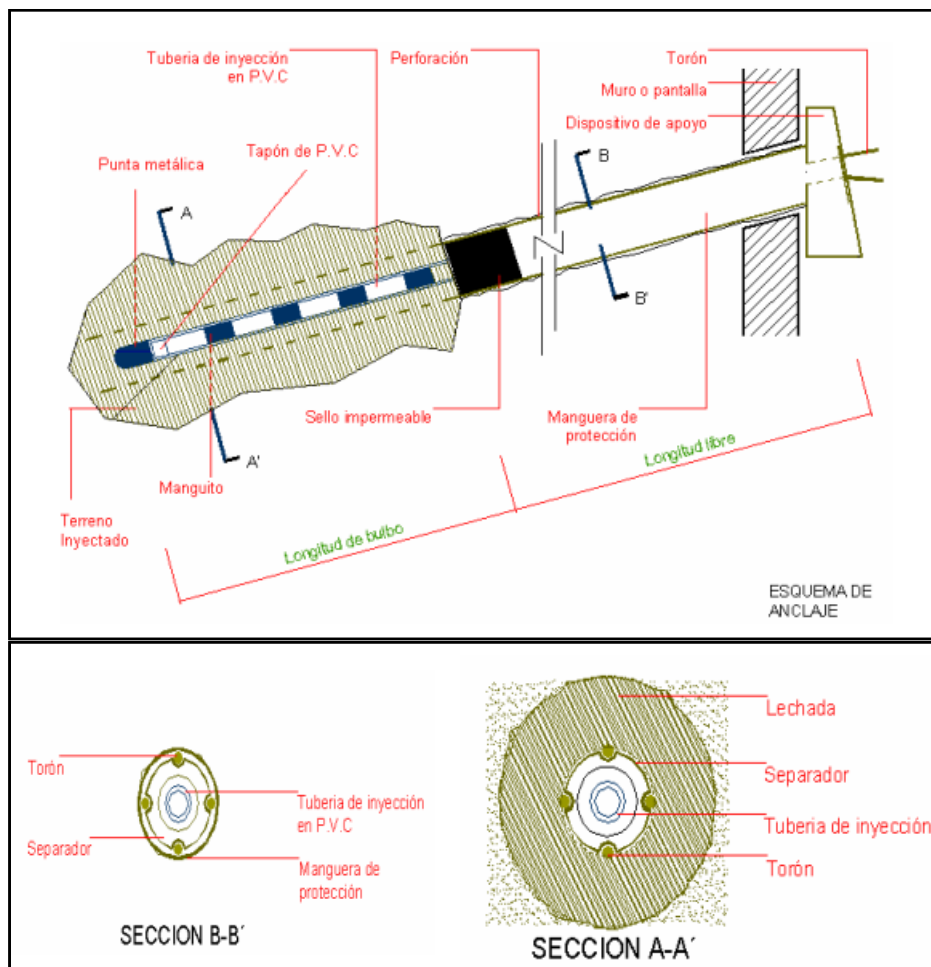 Tuberia de inyección
en P.V.C
Perforación
Torón
Muro o pantalla
Dispositivo de apoyo
Tapón de P.V.C
Punta metálica
A
B
B'
A'
Sello impermeable
Manguera de
protección
Manguito
Terreno
Inyectado
Longitud de bulbo
Longitud libre
ESQUEMA DE
ANCLAJE
Torón
Tuberia de inyección
en P.V.C
Separador
Manguera de
protección
SECCION B-B´
Lechada
Separador
Tuberia de inyección
Torón
SECCION A-A´